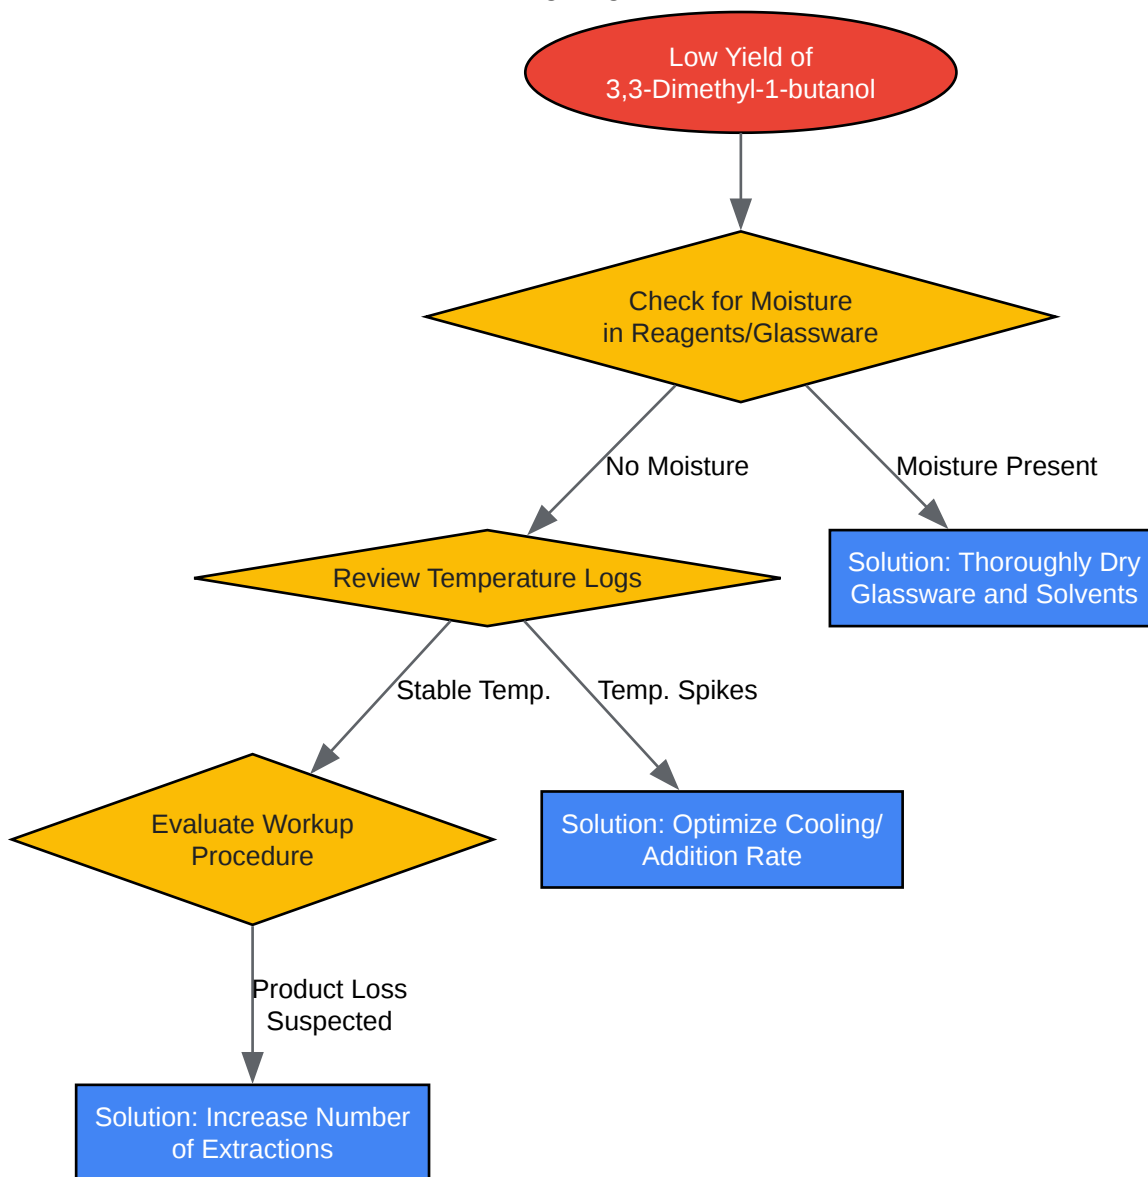 Low Yield of
3,3-Dimethyl-1-butanol
Check for Moisture
in Reagents/Glassware
No Moisture
Moisture Present
Review Temperature Logs
Solution: Thoroughly Dry
Glassware and Solvents
Stable Temp.
Temp. Spikes
Evaluate Workup
Procedure
Solution: Optimize Cooling/
Addition Rate
Product Loss
Suspected
Solution: Increase Number
of Extractions